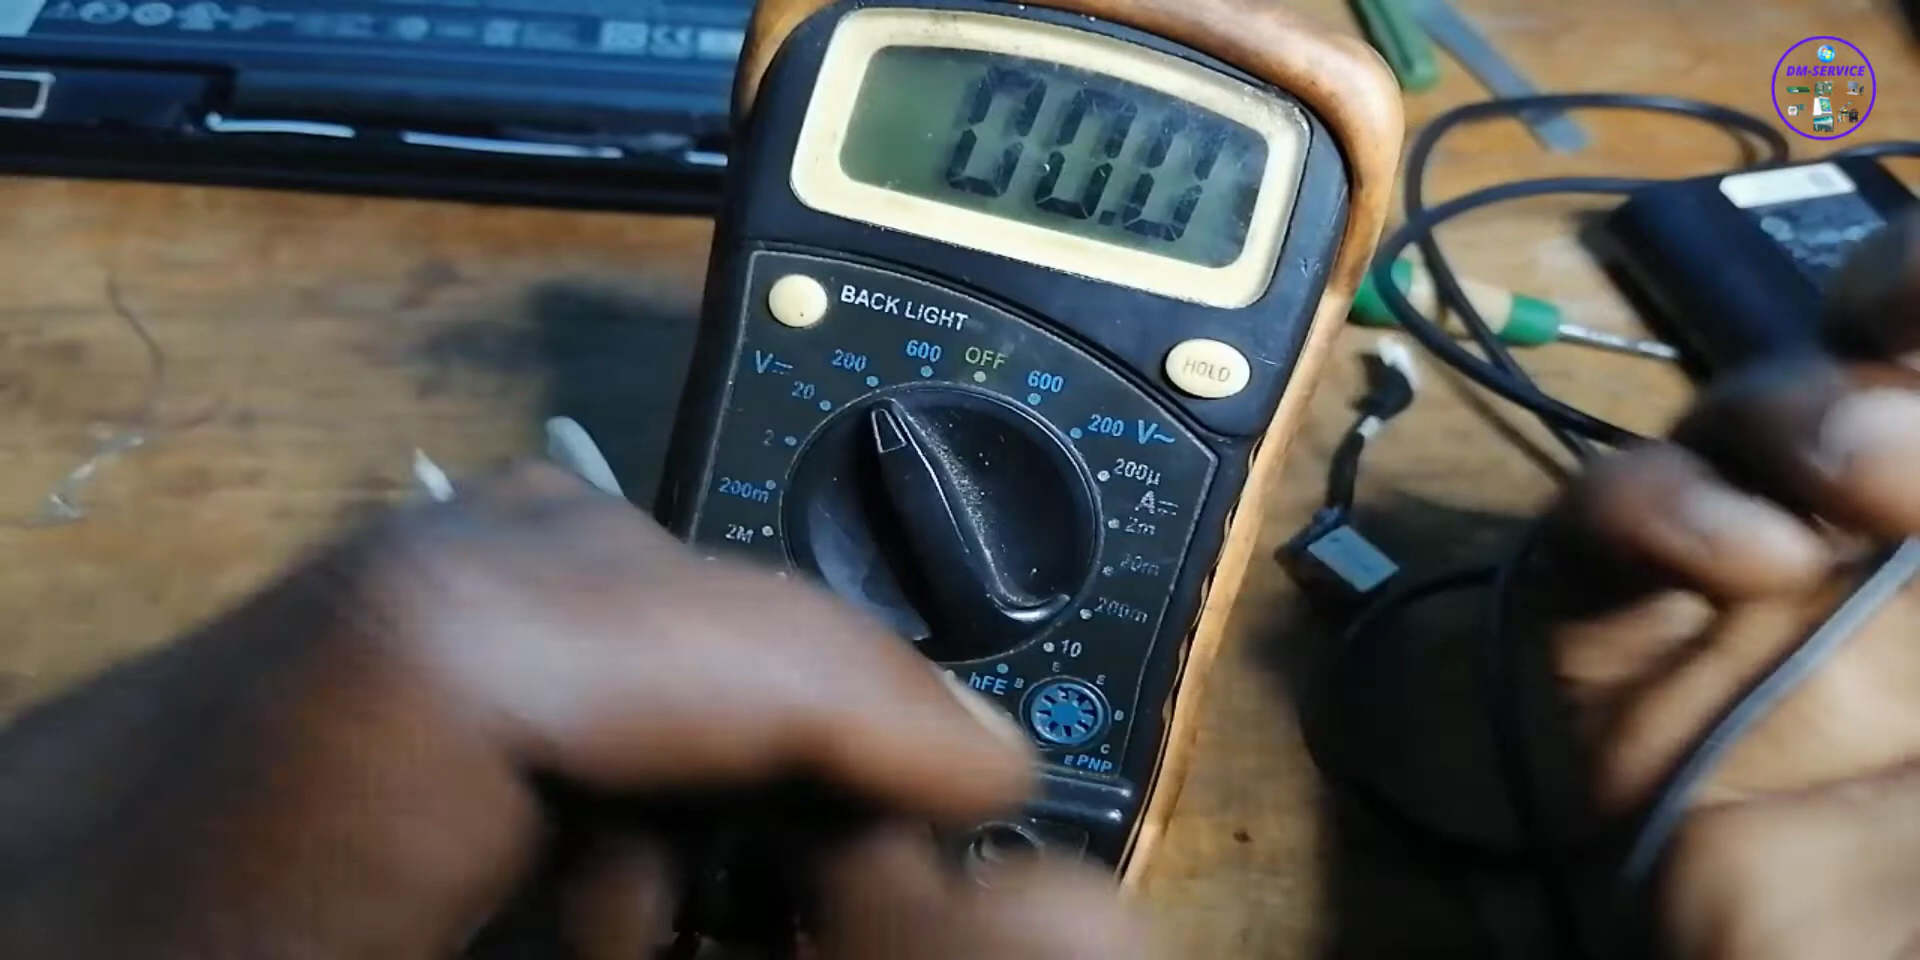 DM-SERVICE
00.0
BACK LIGHT
HOLD
V⎓ 200 600 OFF 600
20
200 V~
2
200µ
A⎓
200m
2m
2M
20m
200m
10
hFE
B
E
E
B
C
E PNP